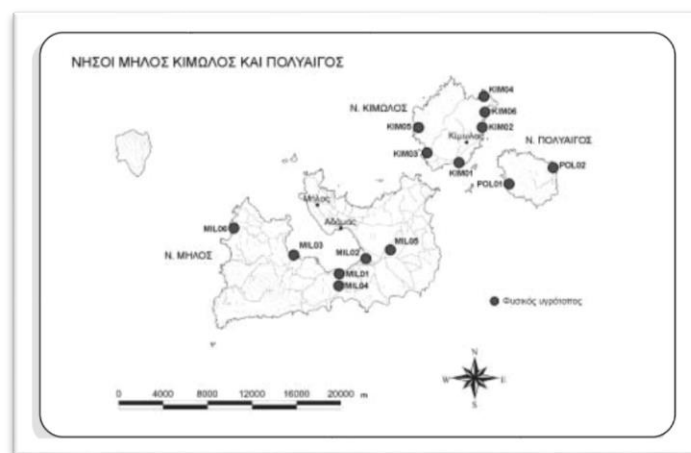 ΝΗΣΟΙ ΜΗΛΟΣ ΚΙΜΩΛΟΣ ΚΑΙ ΠΟΛΥΑΙΓΟΣ
KIM04
Ν. ΚΙΜΩΛΟΣ
KIM06
KIM05
KIM02
Κίμωλος
Ν. ΠΟΛΥΑΙΓΟΣ
KIM03
KIM01
POL02
POL01
Μήλος
Αδάμας
MIL06
MIL05
Ν. ΜΗΛΟΣ
MIL03
MIL02
MIL01
MIL04
Φυσικός υγρότοπος
N
W E
S
0 4000 8000 12000 16000 20000 m